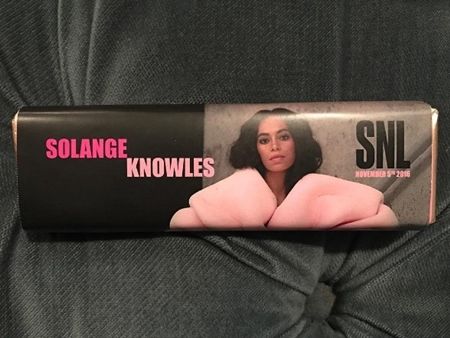 SOLANGE
KNOWLES
SNL
NOVEMBER 5TH 2016